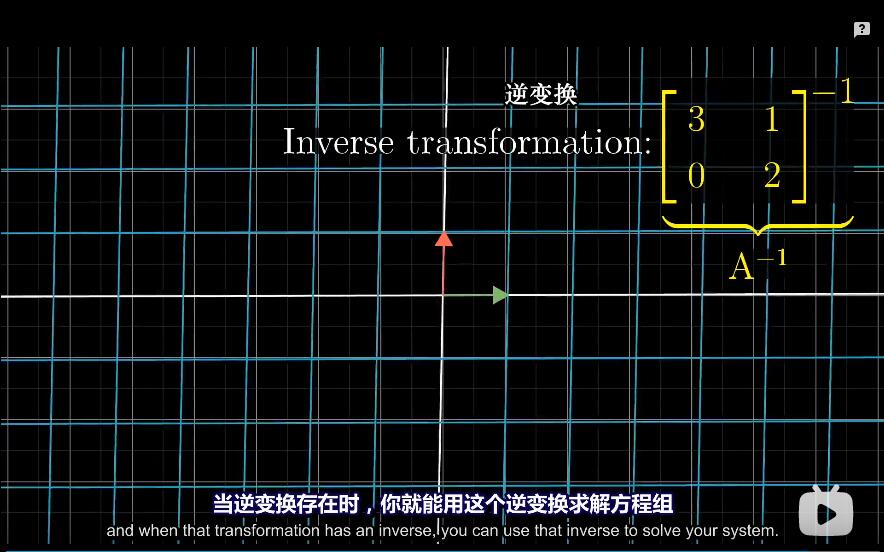 ?
逆变换
Inverse transformation:
[3 1
0 2]−1
A−1
当逆变换存在时，你就能用这个逆变换求解方程组
and when that transformation has an inverse, you can use that inverse to solve your system.